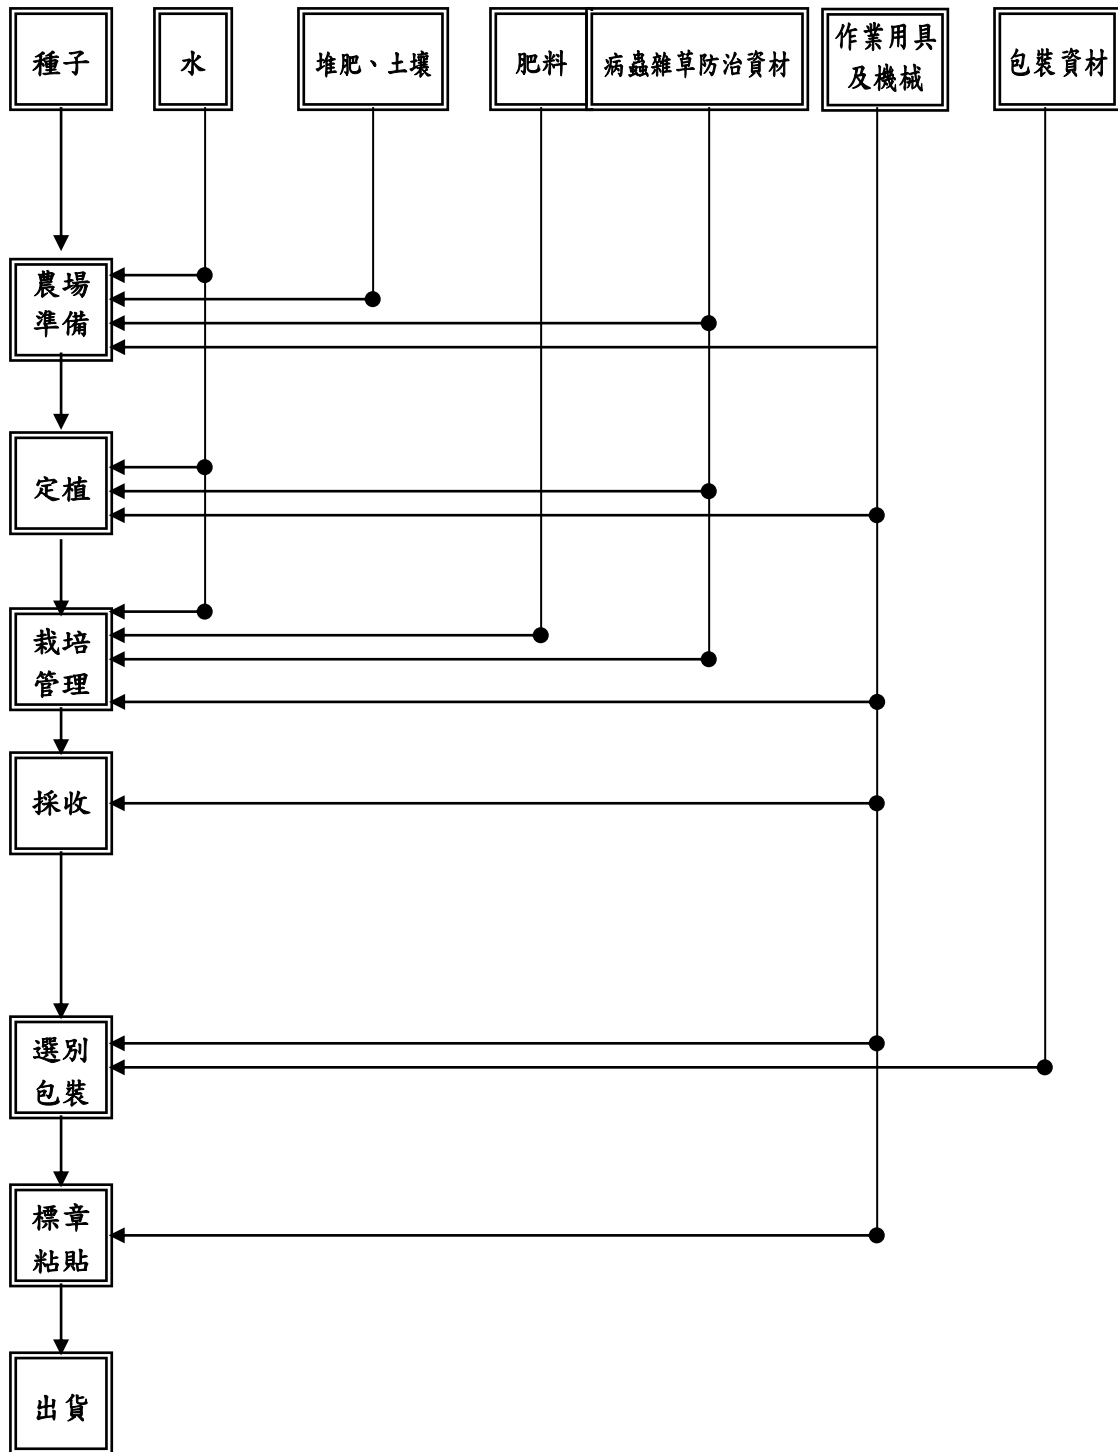 種子
水
堆肥、土壤
肥料
病蟲雜草防治資材
作業用具
及機械
包裝資材
農場
準備
定植
栽培
管理
採收
選別
包裝
標章
粘貼
出貨